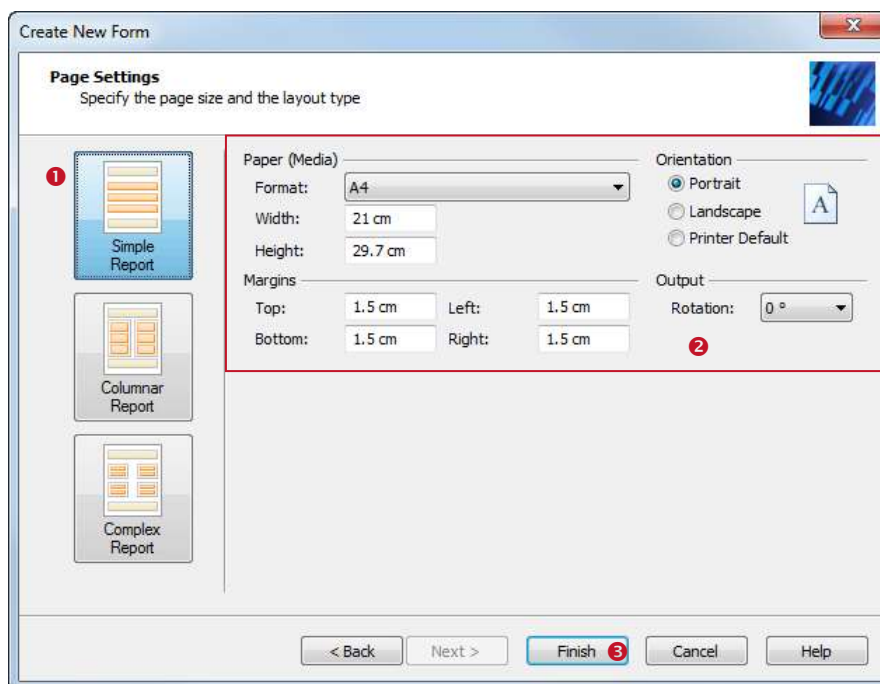 Create New Form
Page Settings
Specify the page size and the layout type
1
Simple
Report
Columnar
Report
Complex
Report
Paper (Media)
Format: A4
Width: 21 cm
Height: 29.7 cm
Margins
Top: 1.5 cm Left: 1.5 cm
Bottom: 1.5 cm Right: 1.5 cm
Orientation
Portrait
Landscape
Printer Default
A
Output
Rotation: 0 °
2
< Back Next > Finish 3 Cancel Help